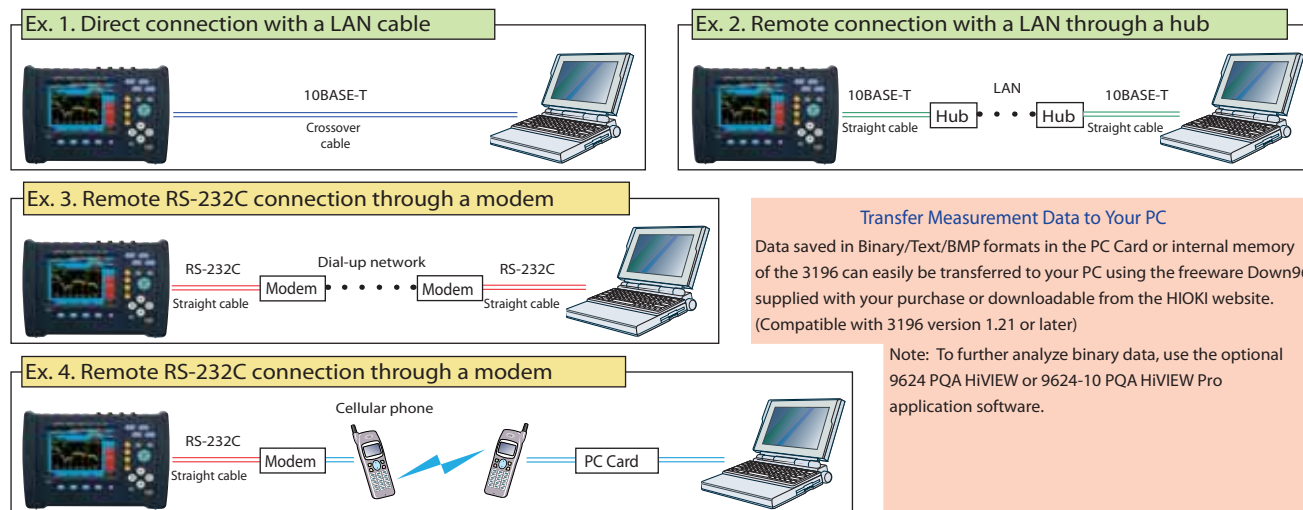 Ex. 1. Direct connection with a LAN cable
10BASE-T
Crossover
cable
Ex. 2. Remote connection with a LAN through a hub
10BASE-T
Straight cable
Hub
LAN
Hub
10BASE-T
Straight cable
Ex. 3. Remote RS-232C connection through a modem
RS-232C
Straight cable
Modem
Dial-up network
Modem
RS-232C
Straight cable
Transfer Measurement Data to Your PC
Data saved in Binary/Text/BMP formats in the PC Card or internal memory
of the 3196 can easily be transferred to your PC using the freeware Down96
supplied with your purchase or downloadable from the HIOKI website.
(Compatible with 3196 version 1.21 or later)
Note: To further analyze binary data, use the optional
9624 PQA HiVIEW or 9624-10 PQA HiVIEW Pro
application software.
Ex. 4. Remote RS-232C connection through a modem
RS-232C
Straight cable
Modem
Cellular phone
PC Card